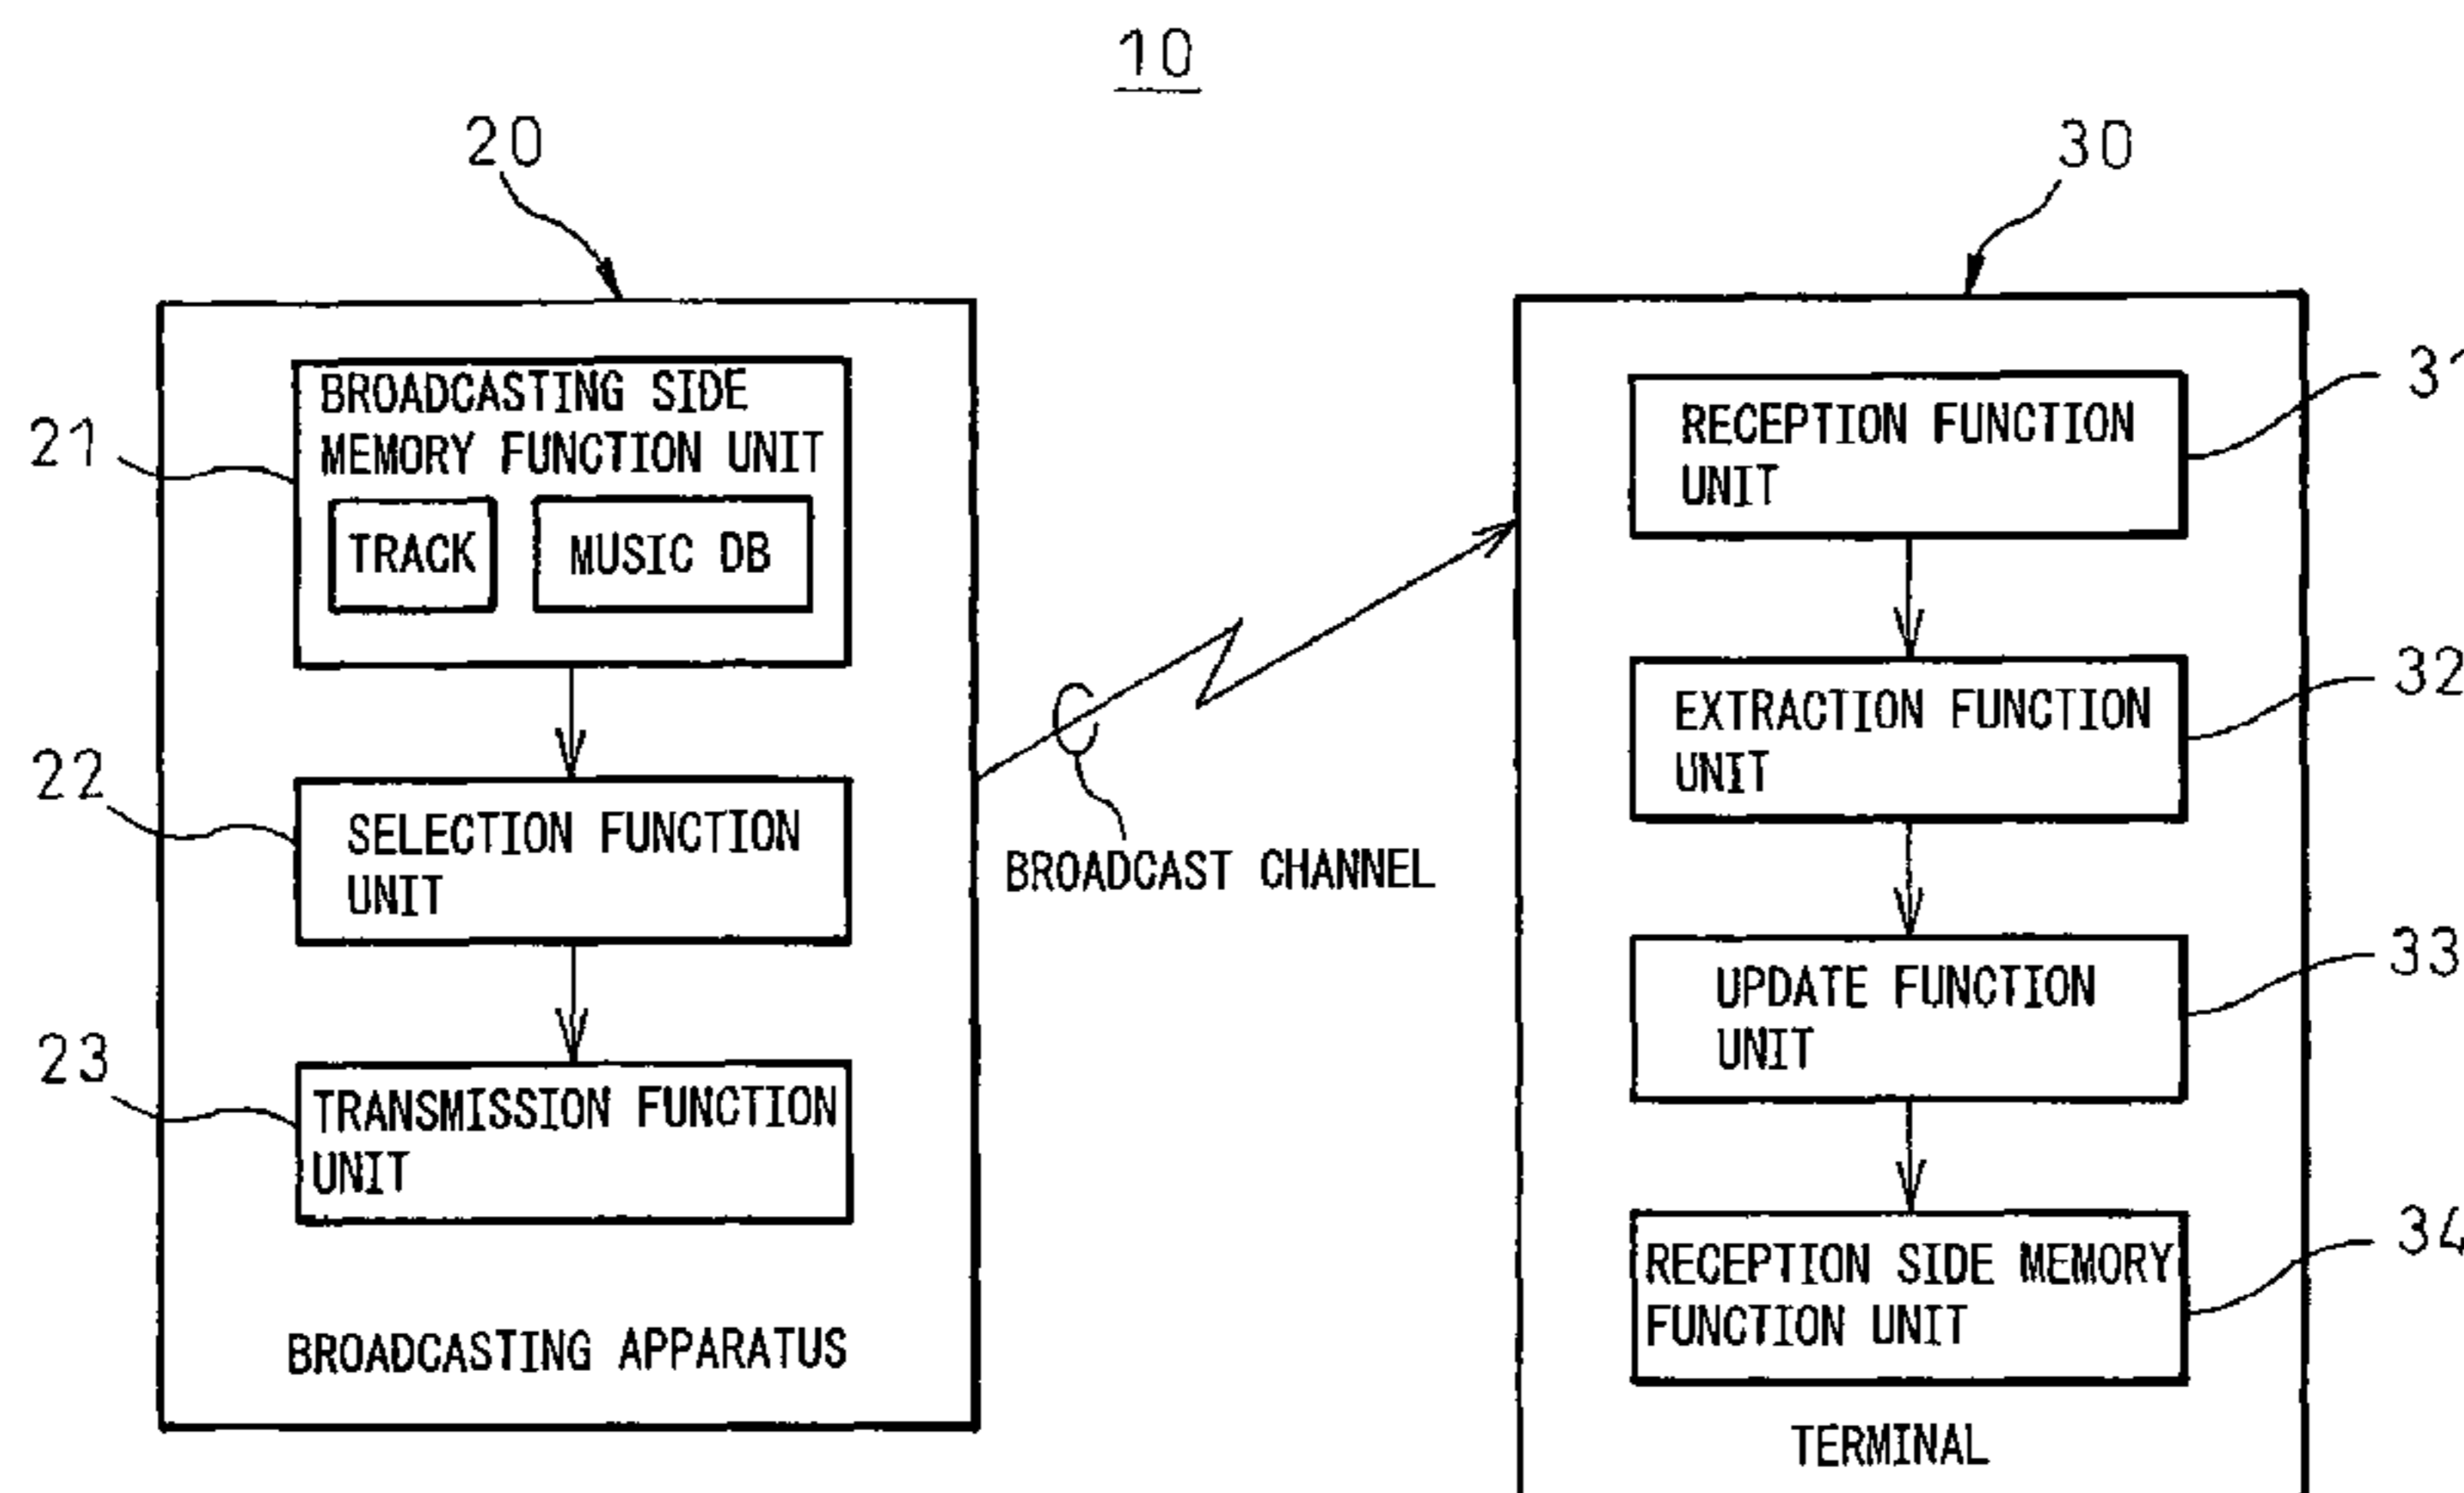 10
20
30
21
BROADCASTING SIDE
MEMORY FUNCTION UNIT
TRACK
MUSIC DB
22
SELECTION FUNCTION
UNIT
23
TRANSMISSION FUNCTION
UNIT
BROADCASTING APPARATUS
BROADCAST CHANNEL
31
RECEPTION FUNCTION
UNIT
32
EXTRACTION FUNCTION
UNIT
33
UPDATE FUNCTION
UNIT
34
RECEPTION SIDE MEMORY
FUNCTION UNIT
TERMINAL